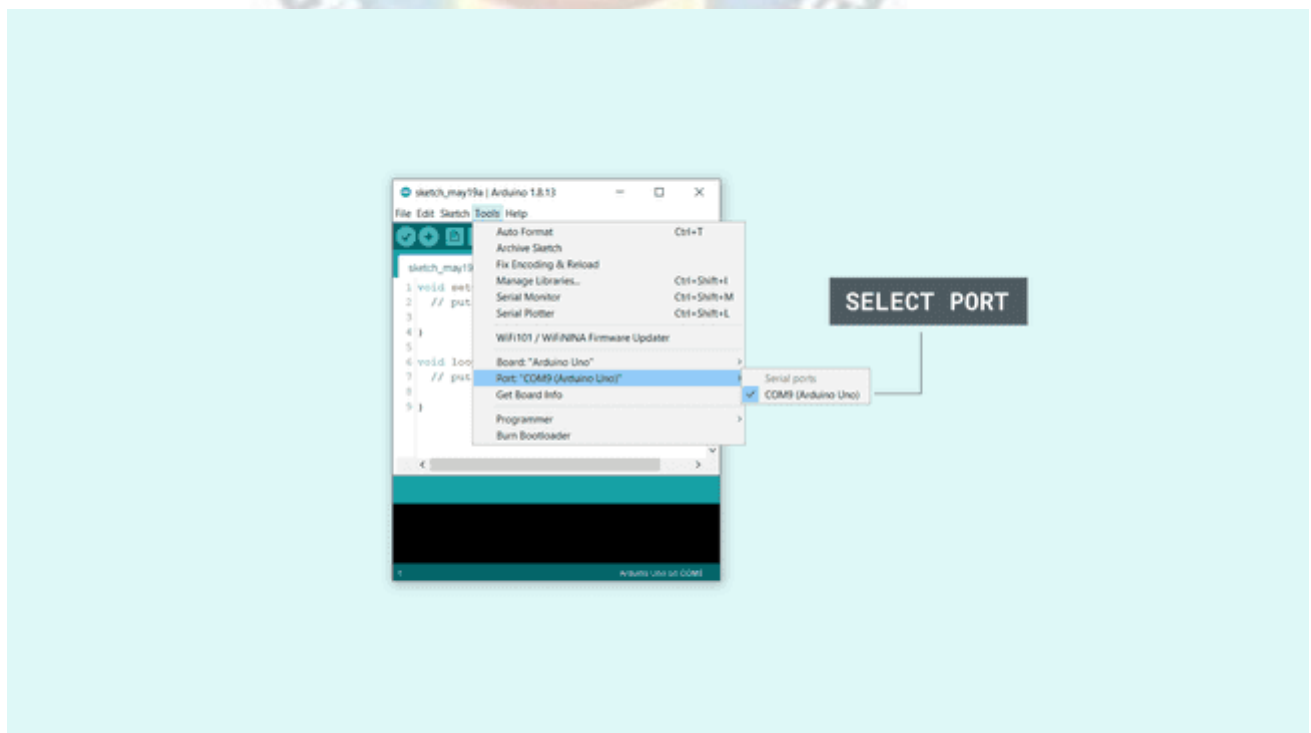 sketch_may19a | Arduino 1.8.13
File Edit Sketch Tools Help
Auto Format Ctrl+T
Archive Sketch
Fix Encoding & Reload
Manage Libraries... Ctrl+Shift+I
Serial Monitor Ctrl+Shift+M
Serial Plotter Ctrl+Shift+L
WiFi101 / WiFiNINA Firmware Updater
Board: "Arduino Uno"
Port: "COM9 (Arduino Uno)"
Get Board Info
Programmer
Burn Bootloader
Serial ports
COM9 (Arduino Uno)
SELECT PORT
sketch_may19
1 void set
2 // put
3
4 }
5
6 void loo
7 // put
8
9 }
Arduino Uno on